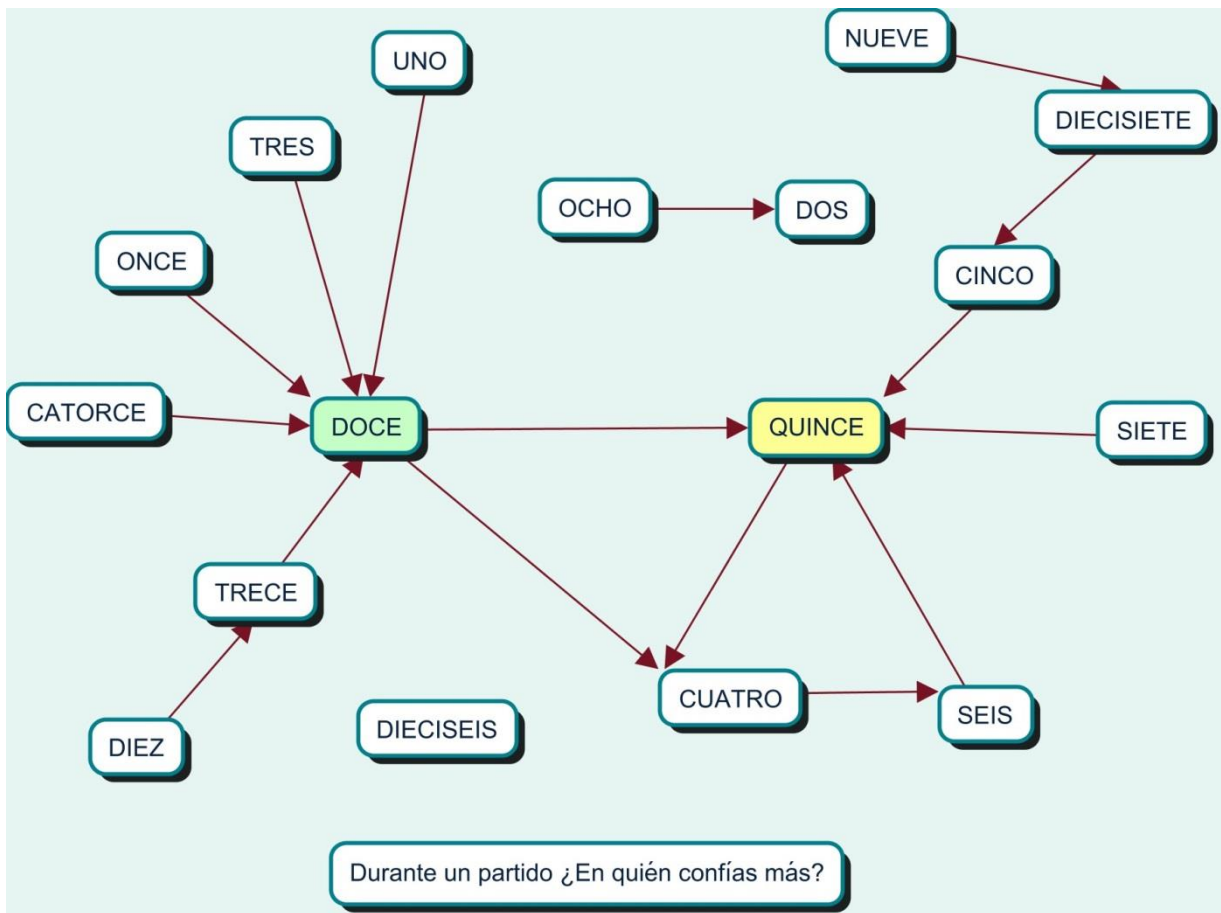 UNO
NUEVE
DIECISIETE
TRES
OCHO
DOS
ONCE
CINCO
CATORCE
DOCE
QUINCE
SIETE
TRECE
CUATRO
SEIS
DIECISEIS
DIEZ
Durante un partido ¿En quién confías más?